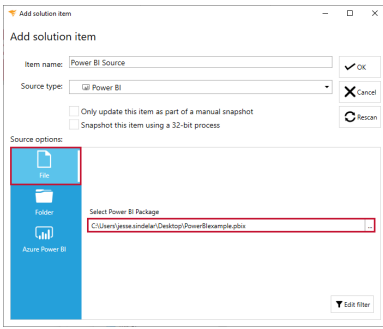 Add solution item
Add solution item
Item name: Power BI Source
OK
Source type: Power BI
Cancel
Only update this item as part of a manual snapshot
Snapshot this item using a 32-bit process
Rescan
Source options:
File
Folder
Select Power BI Package
C:\Users\jesse.sindelar\Desktop\PowerBIexample.pbix ...
Azure Power BI
Edit filter